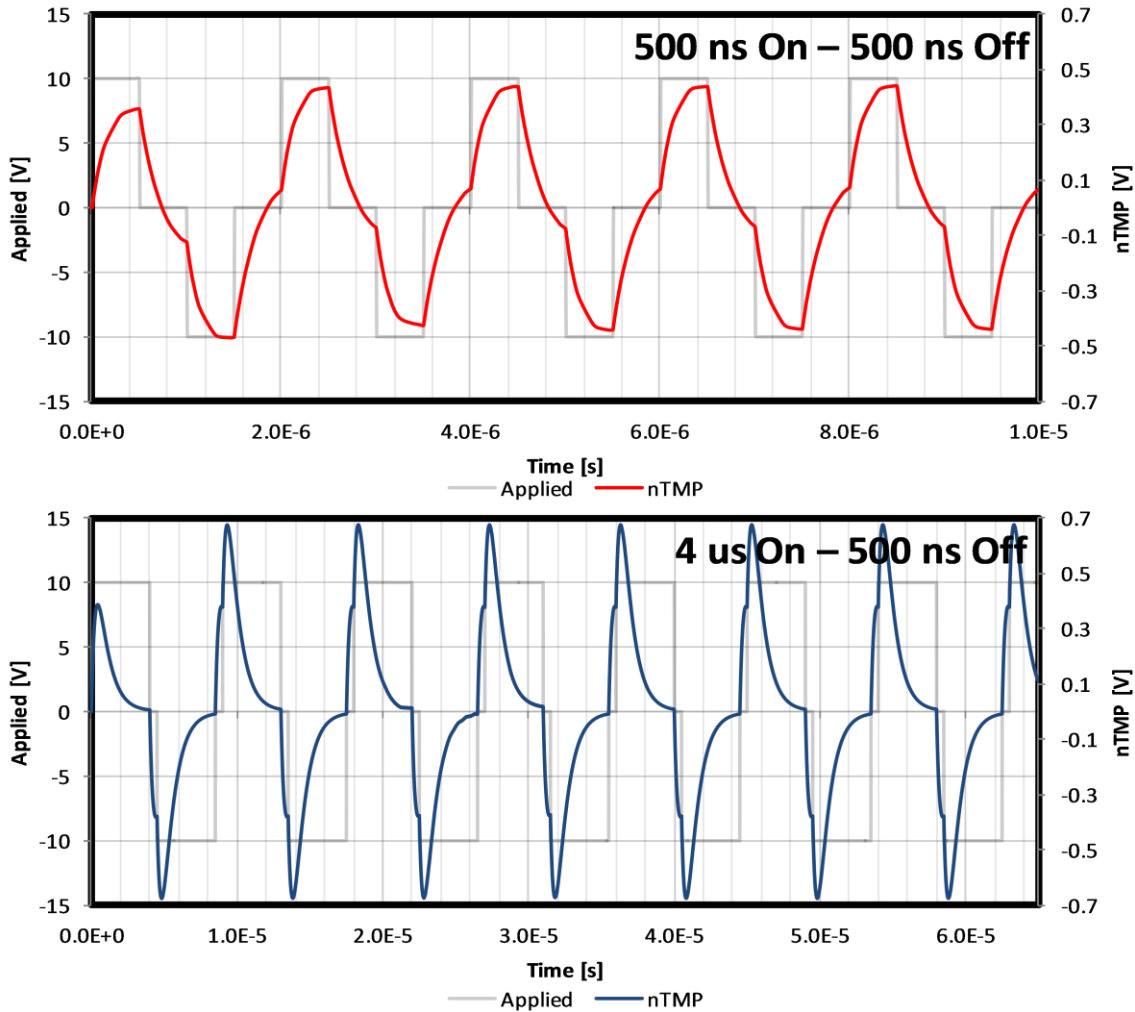 500 ns On – 500 ns Off
15
10
5
0
-5
-10
-15
Applied [V]
0.7
0.5
0.3
0.1
-0.1
-0.3
-0.5
-0.7
nTMP [V]
0.0E+0 2.0E-6 4.0E-6 6.0E-6 8.0E-6 1.0E-5
Time [s]
Applied nTMP
4 us On – 500 ns Off
15
10
5
0
-5
-10
-15
Applied [V]
0.7
0.5
0.3
0.1
-0.1
-0.3
-0.5
-0.7
nTMP [V]
0.0E+0 1.0E-5 2.0E-5 3.0E-5 4.0E-5 5.0E-5 6.0E-5
Time [s]
Applied nTMP